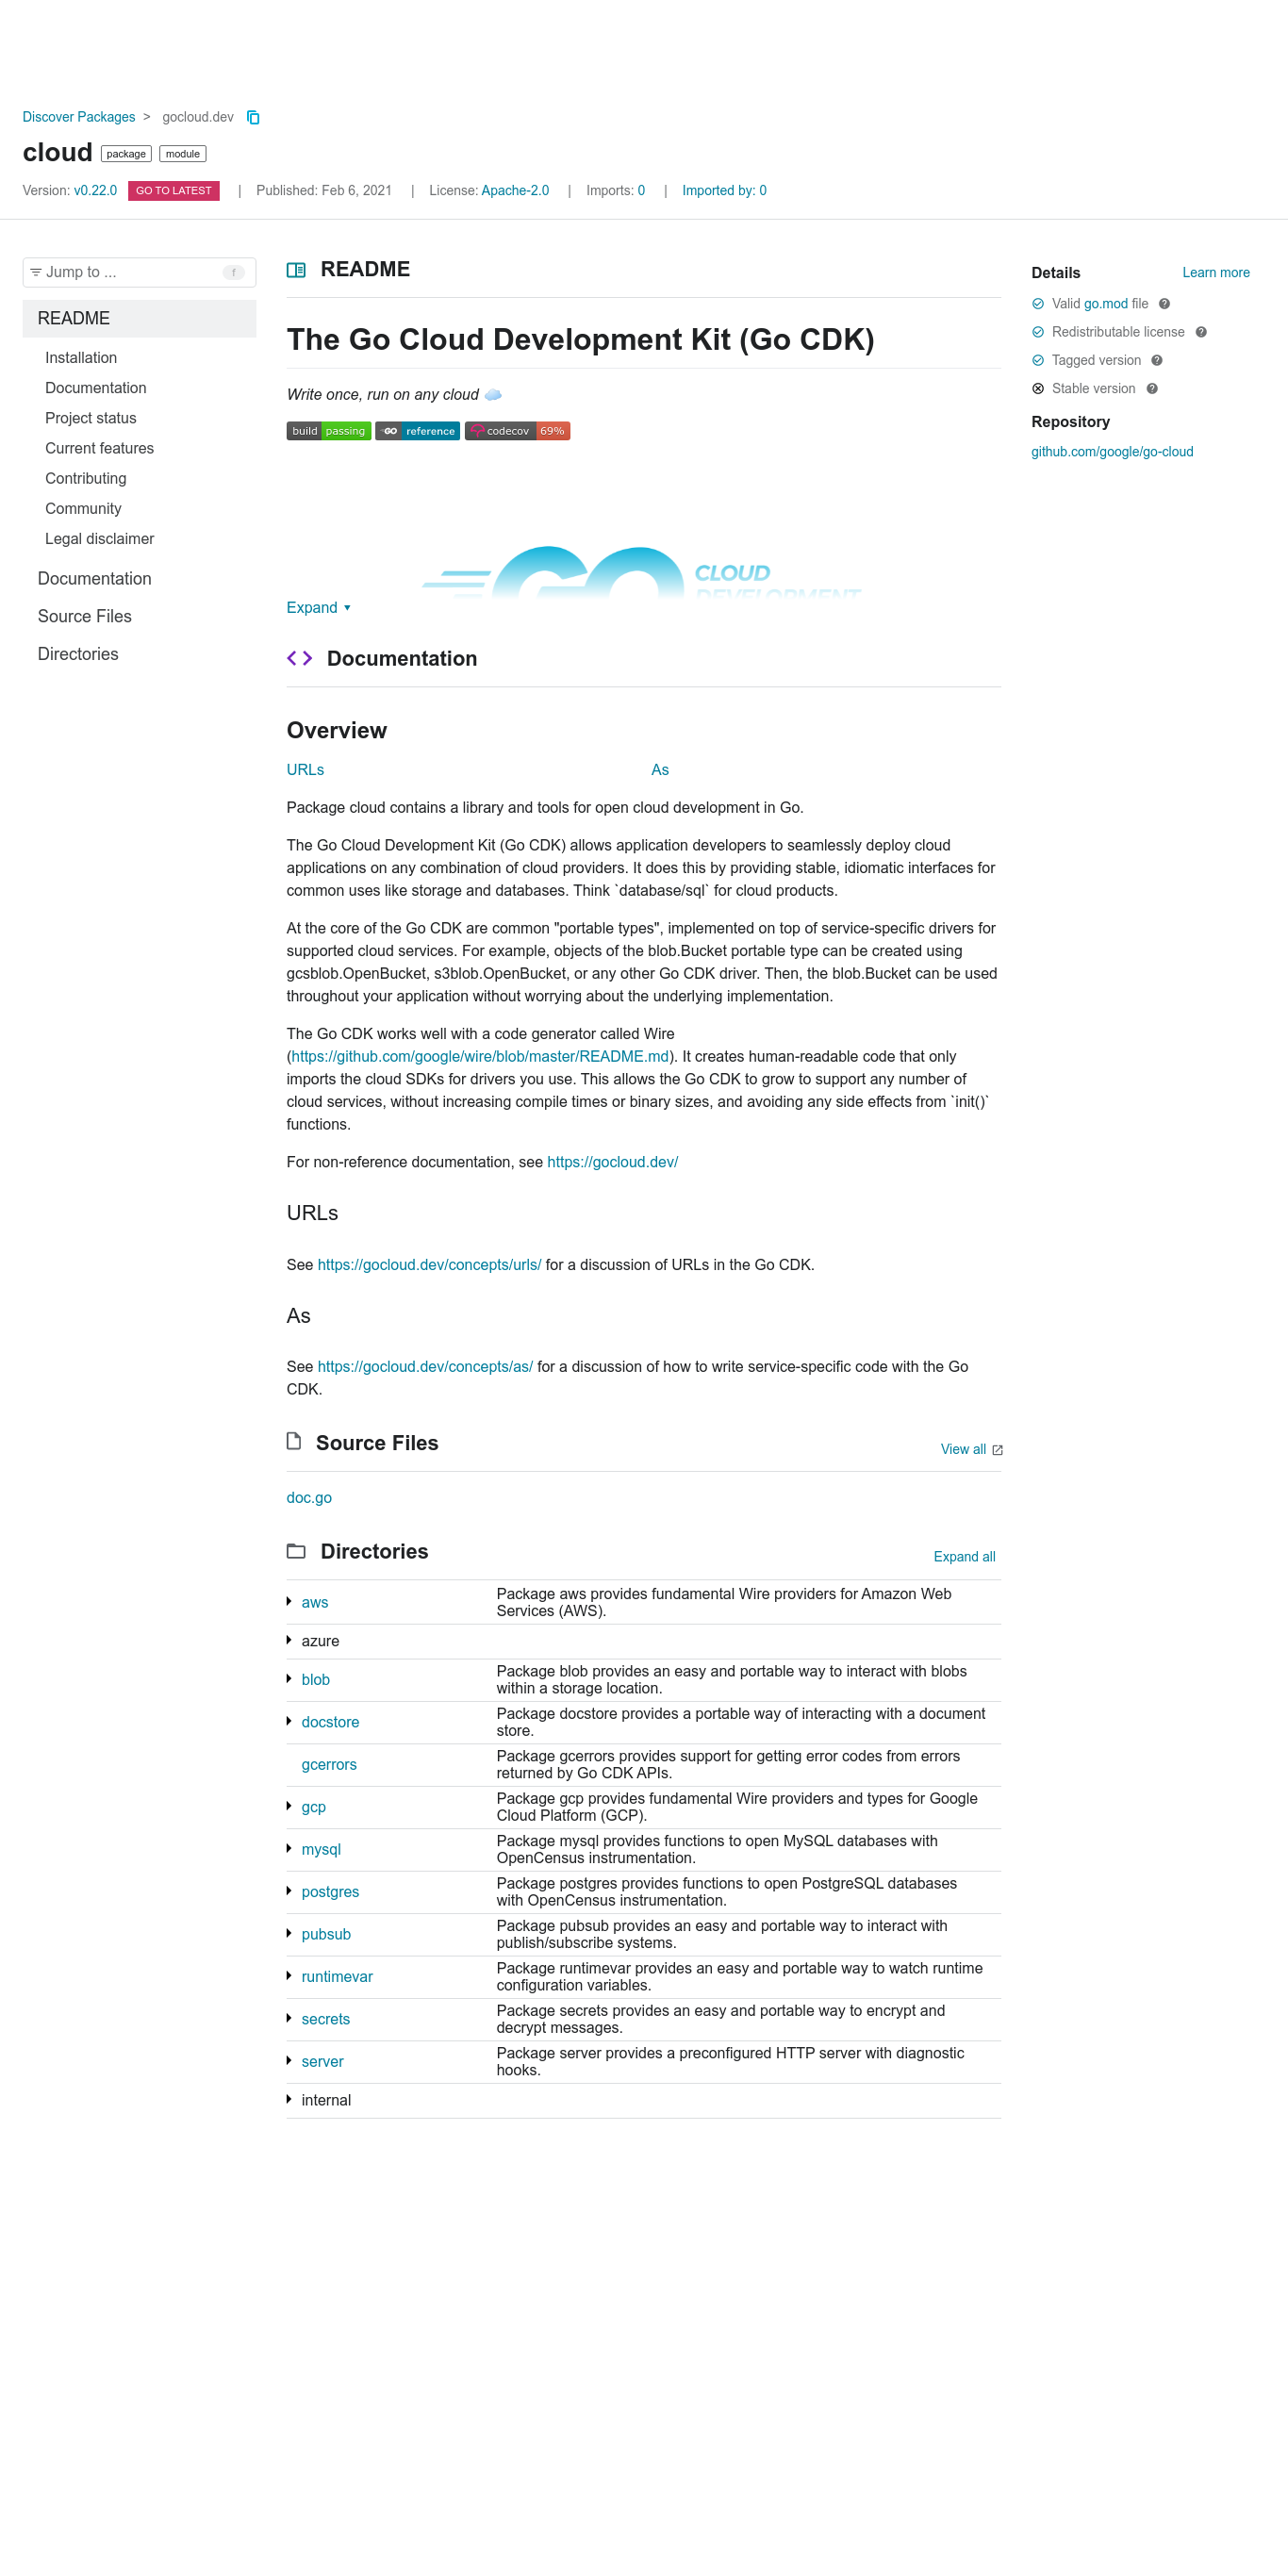 Discover Packages > gocloud.dev
cloud package module
Version: v0.22.0 GO TO LATEST | Published: Feb 6, 2021 | License: Apache-2.0 | Imports: 0 | Imported by: 0
Jump to ... f
README
Installation
Documentation
Project status
Current features
Contributing
Community
Legal disclaimer
Documentation
Source Files
Directories
README
The Go Cloud Development Kit (Go CDK)
Write once, run on any cloud ☁️
build passing GO reference codecov 69%
GO CLOUD
DEVELOPMENT
Expand ▼
Documentation
Overview
URLs As
Package cloud contains a library and tools for open cloud development in Go.
The Go Cloud Development Kit (Go CDK) allows application developers to seamlessly deploy cloud
applications on any combination of cloud providers. It does this by providing stable, idiomatic interfaces for
common uses like storage and databases. Think `database/sql` for cloud products.
At the core of the Go CDK are common "portable types", implemented on top of service-specific drivers for
supported cloud services. For example, objects of the blob.Bucket portable type can be created using
gcsblob.OpenBucket, s3blob.OpenBucket, or any other Go CDK driver. Then, the blob.Bucket can be used
throughout your application without worrying about the underlying implementation.
The Go CDK works well with a code generator called Wire
(https://github.com/google/wire/blob/master/README.md). It creates human-readable code that only
imports the cloud SDKs for drivers you use. This allows the Go CDK to grow to support any number of
cloud services, without increasing compile times or binary sizes, and avoiding any side effects from `init()`
functions.
For non-reference documentation, see https://gocloud.dev/
URLs
See https://gocloud.dev/concepts/urls/ for a discussion of URLs in the Go CDK.
As
See https://gocloud.dev/concepts/as/ for a discussion of how to write service-specific code with the Go
CDK.
Source Files View all
doc.go
Directories Expand all
aws Package aws provides fundamental Wire providers for Amazon Web
Services (AWS).
azure
blob Package blob provides an easy and portable way to interact with blobs
within a storage location.
docstore Package docstore provides a portable way of interacting with a document
store.
gcerrors Package gcerrors provides support for getting error codes from errors
returned by Go CDK APIs.
gcp Package gcp provides fundamental Wire providers and types for Google
Cloud Platform (GCP).
mysql Package mysql provides functions to open MySQL databases with
OpenCensus instrumentation.
postgres Package postgres provides functions to open PostgreSQL databases
with OpenCensus instrumentation.
pubsub Package pubsub provides an easy and portable way to interact with
publish/subscribe systems.
runtimevar Package runtimevar provides an easy and portable way to watch runtime
configuration variables.
secrets Package secrets provides an easy and portable way to encrypt and
decrypt messages.
server Package server provides a preconfigured HTTP server with diagnostic
hooks.
internal
Details Learn more
Valid go.mod file
Redistributable license
Tagged version
Stable version
Repository
github.com/google/go-cloud